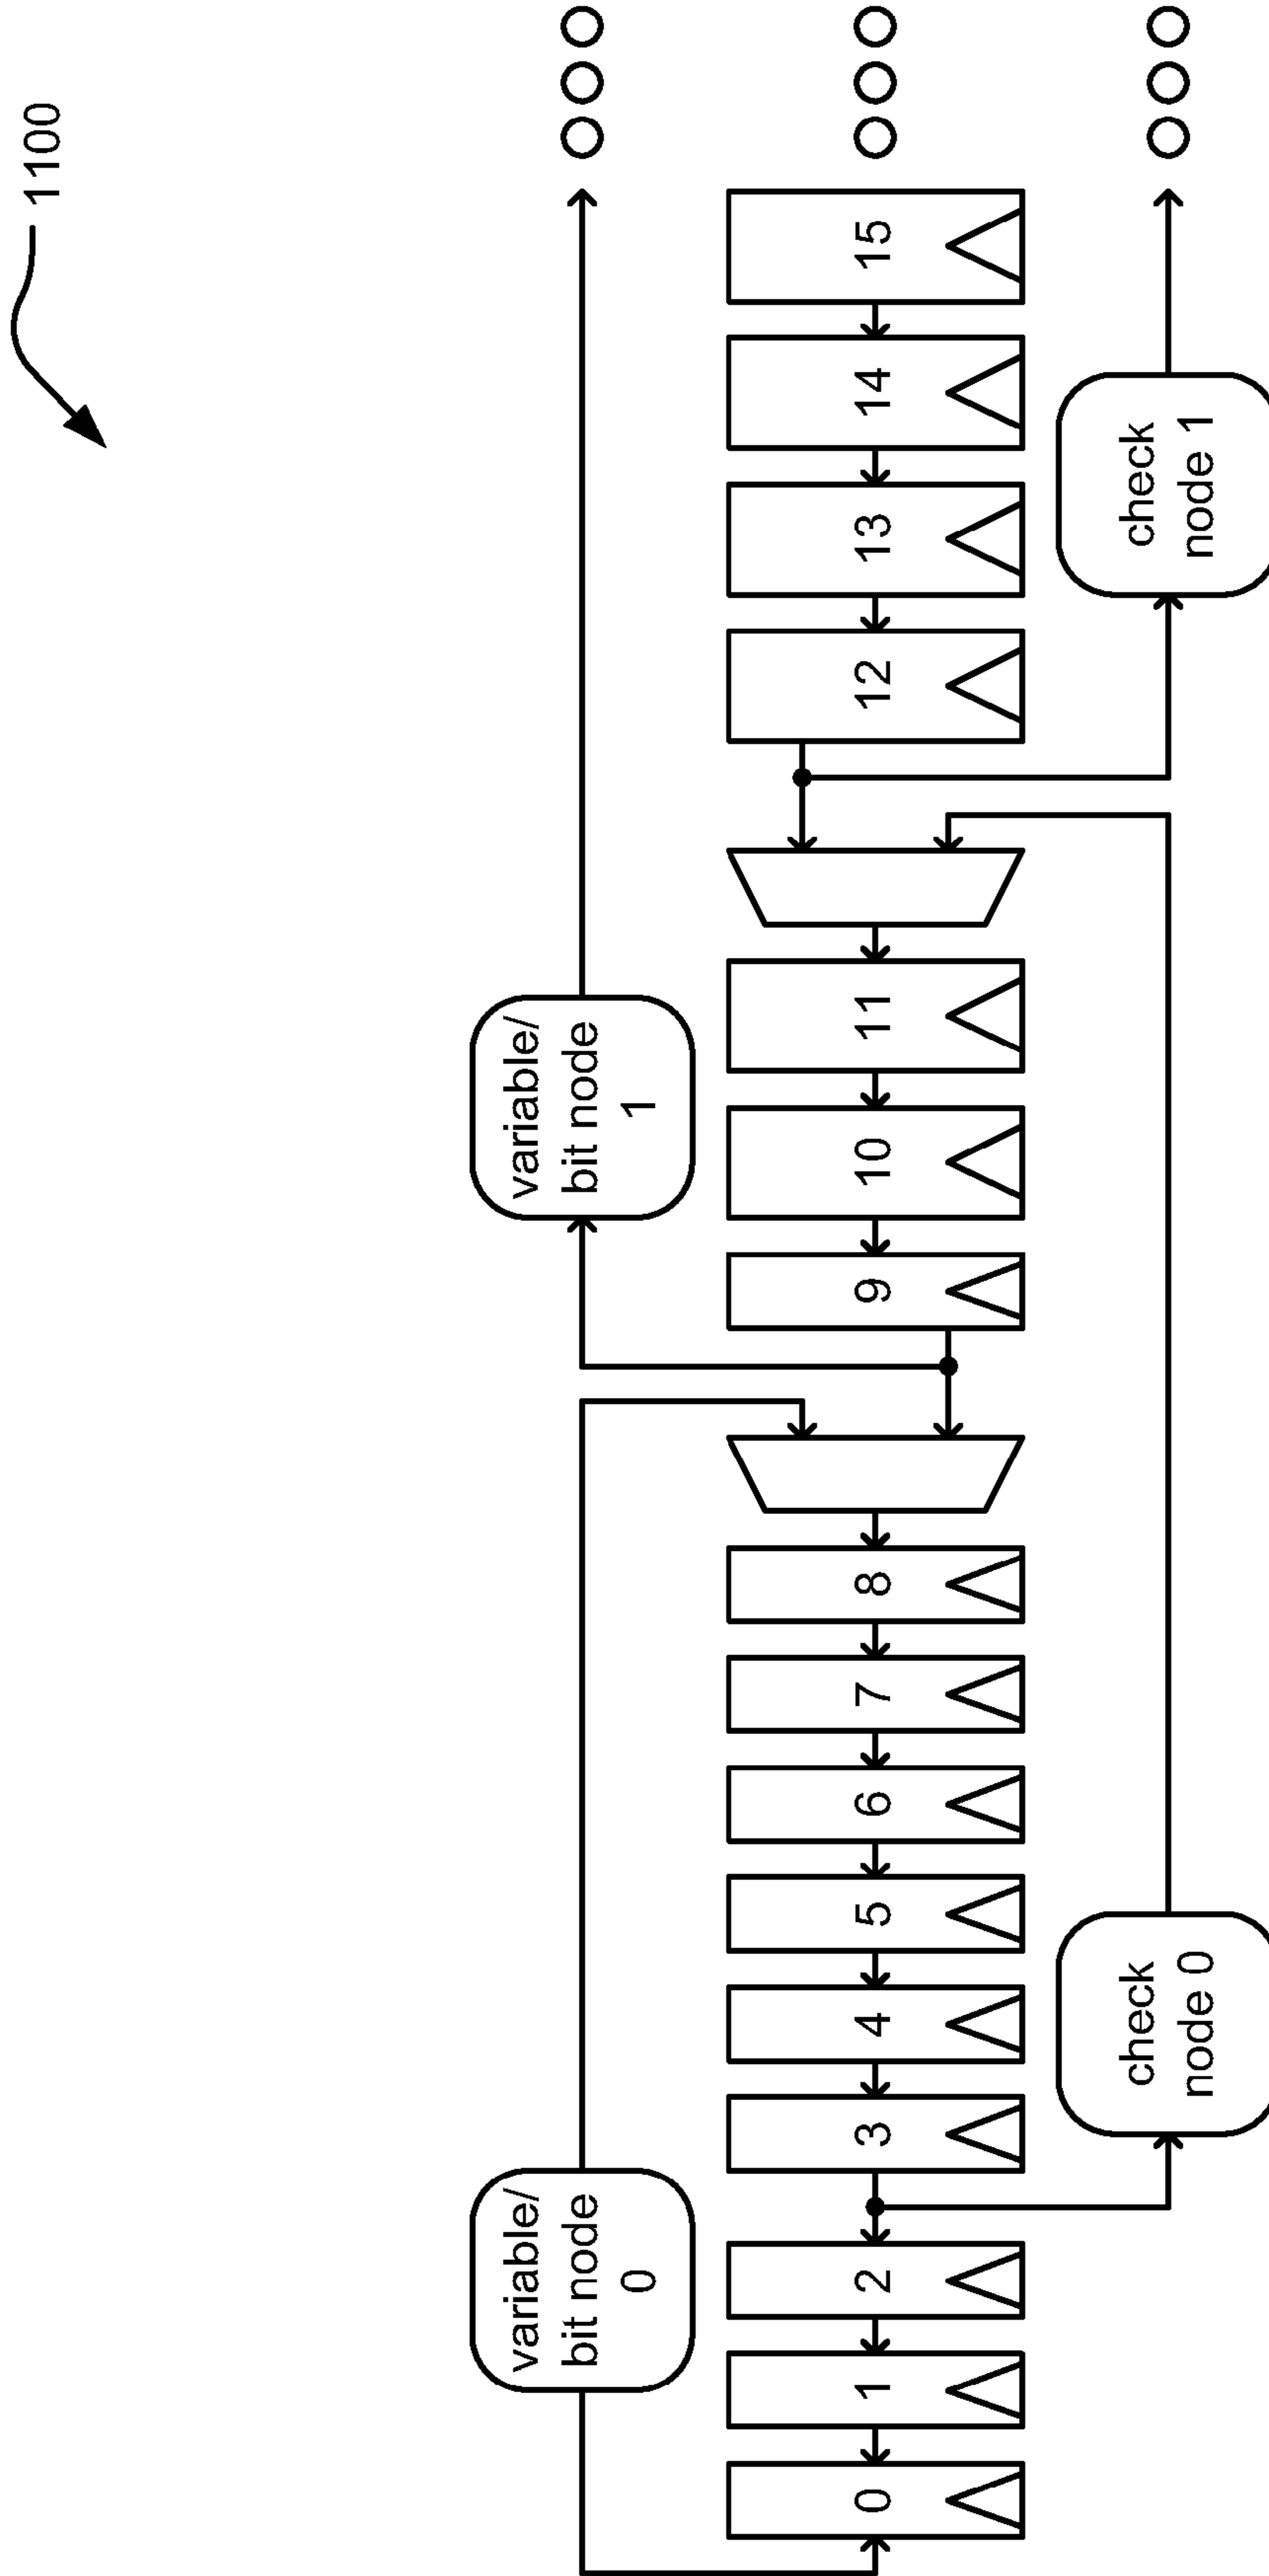 1100
variable/
bit node
0
variable/
bit node
1
0
1
2
3
4
5
6
7
8
9
10
11
12
13
14
15
check
node 0
check
node 1